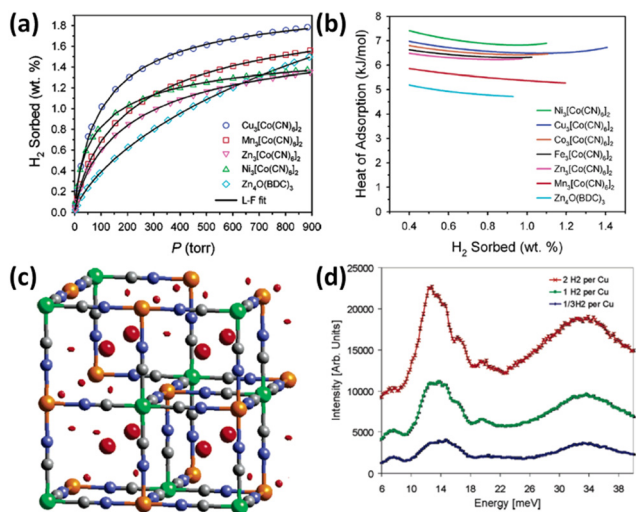 (a)
H2 Sorbed (wt. %)
1.8
1.6
1.4
1.2
1.0
0.8
0.6
0.4
0.2
0.0
Cu3[Co(CN)6]2
Mn3[Co(CN)6]2
Zn3[Co(CN)6]2
Ni3[Co(CN)6]2
Zn4O(BDC)3
L-F fit
0 100 200 300 400 500 600 700 800 900
P (torr)
(b)
Heat of Adsorption (kJ/mol)
8
7
6
5
4
3
2
1
0
Ni3[Co(CN)6]2
Cu3[Co(CN)6]2
Co3[Co(CN)6]2
Fe3[Co(CN)6]2
Zn3[Co(CN)6]2
Mn3[Co(CN)6]2
Zn4O(BDC)3
0.4 0.6 0.8 1.0 1.2 1.4
H2 Sorbed (wt. %)
(c)
(d)
Intensity [Arb. Units]
25000
20000
15000
10000
5000
0
2 H2 per Cu
1 H2 per Cu
1/3H2 per Cu
6 10 14 18 22 26 30 34 38
Energy [meV]